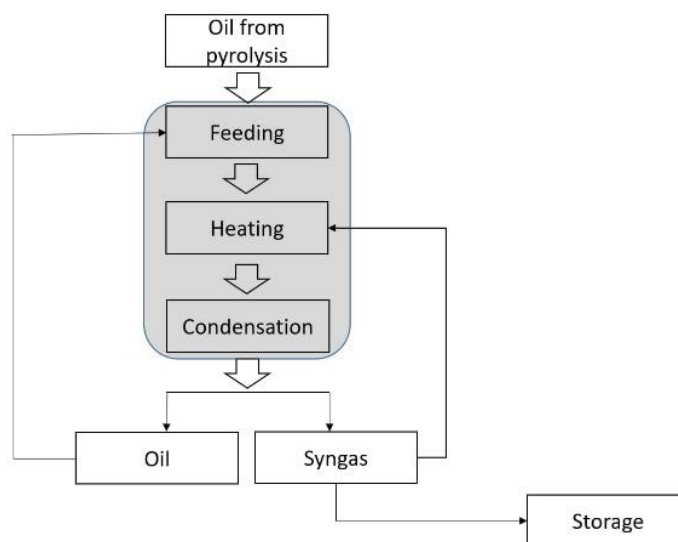 Oil from
pyrolysis
Feeding
Heating
Condensation
Oil
Syngas
Storage